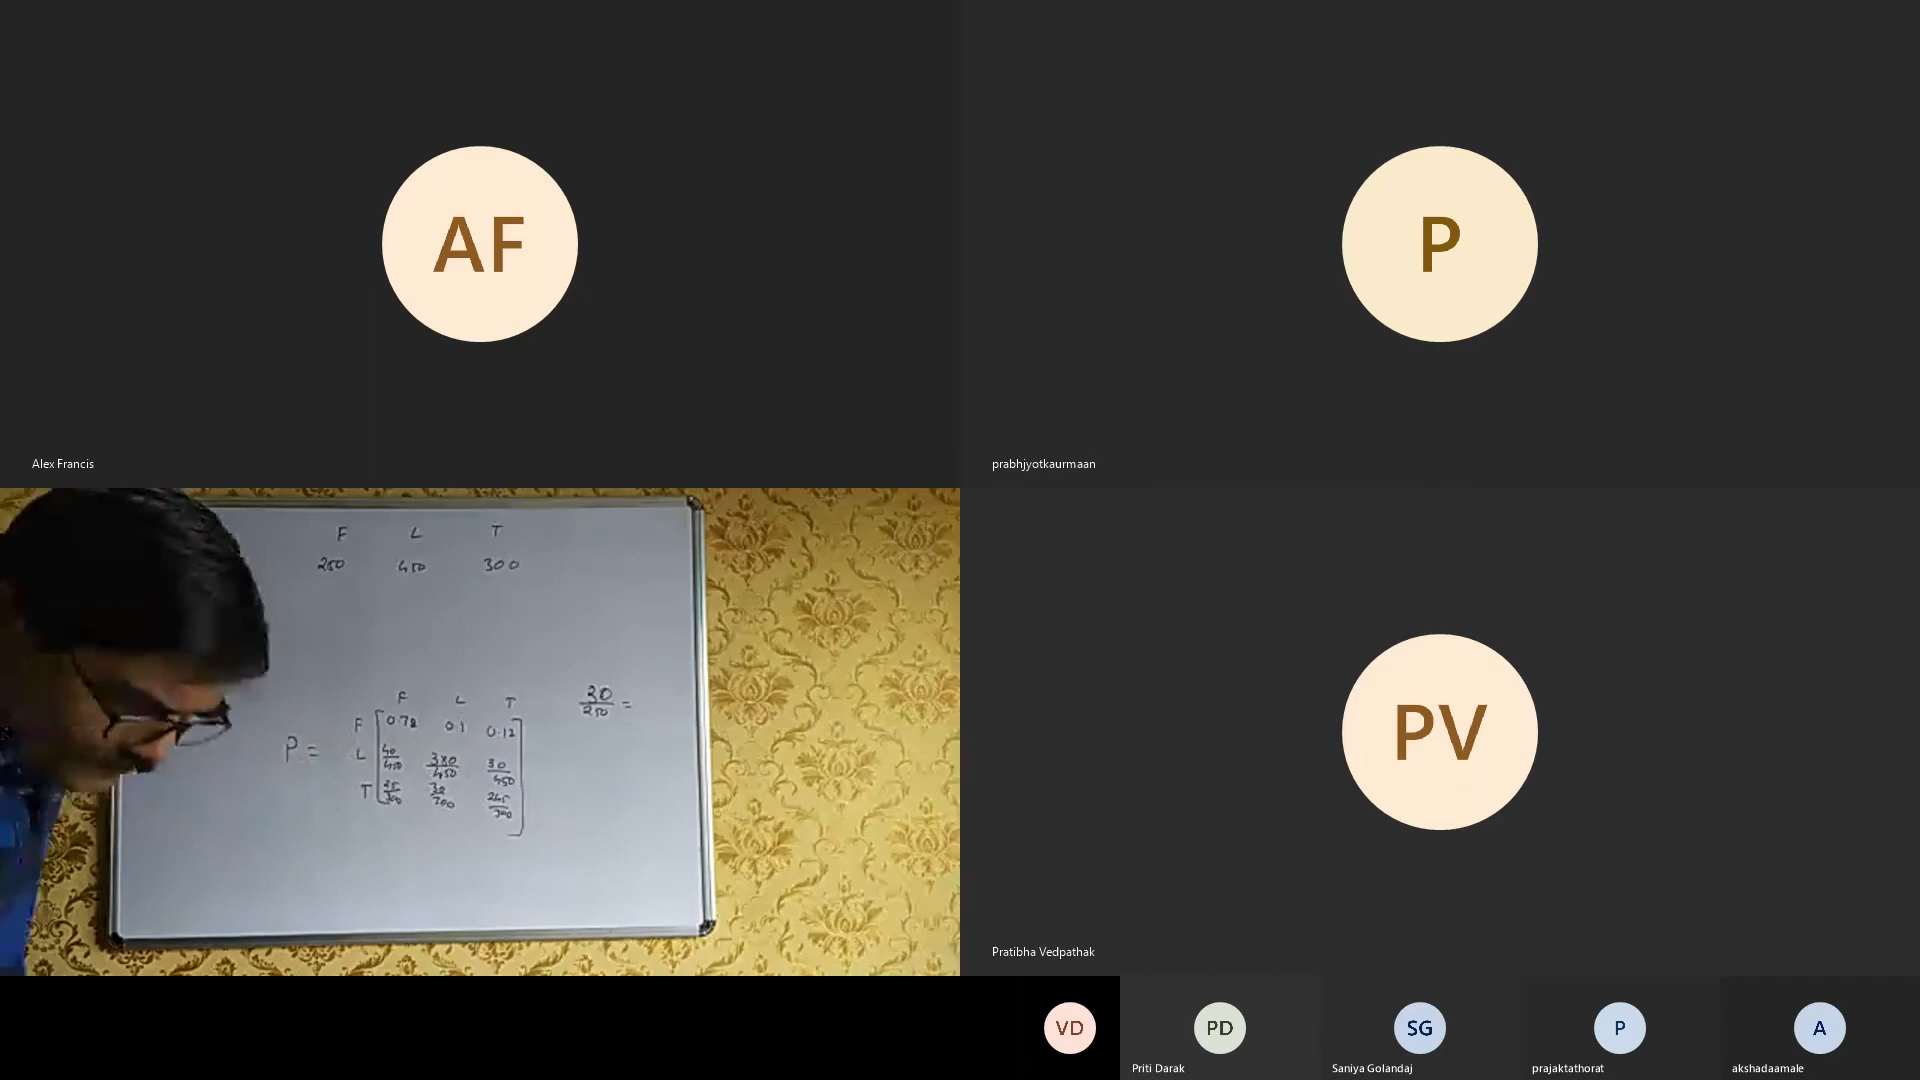 AF
P
Alex Francis
prabhjyotkaurmaan
F L T
250 450 300
30/250 =
F L T
F 0.78 0.1 0.12
P =
L 40/450 380/450 30/450
T 25/300 30/300 245/300
PV
Pratibha Vedpathak
VD
PD
SG
P
A
Priti Darak
Saniya Golandaj
prajaktathorat
akshadaamale